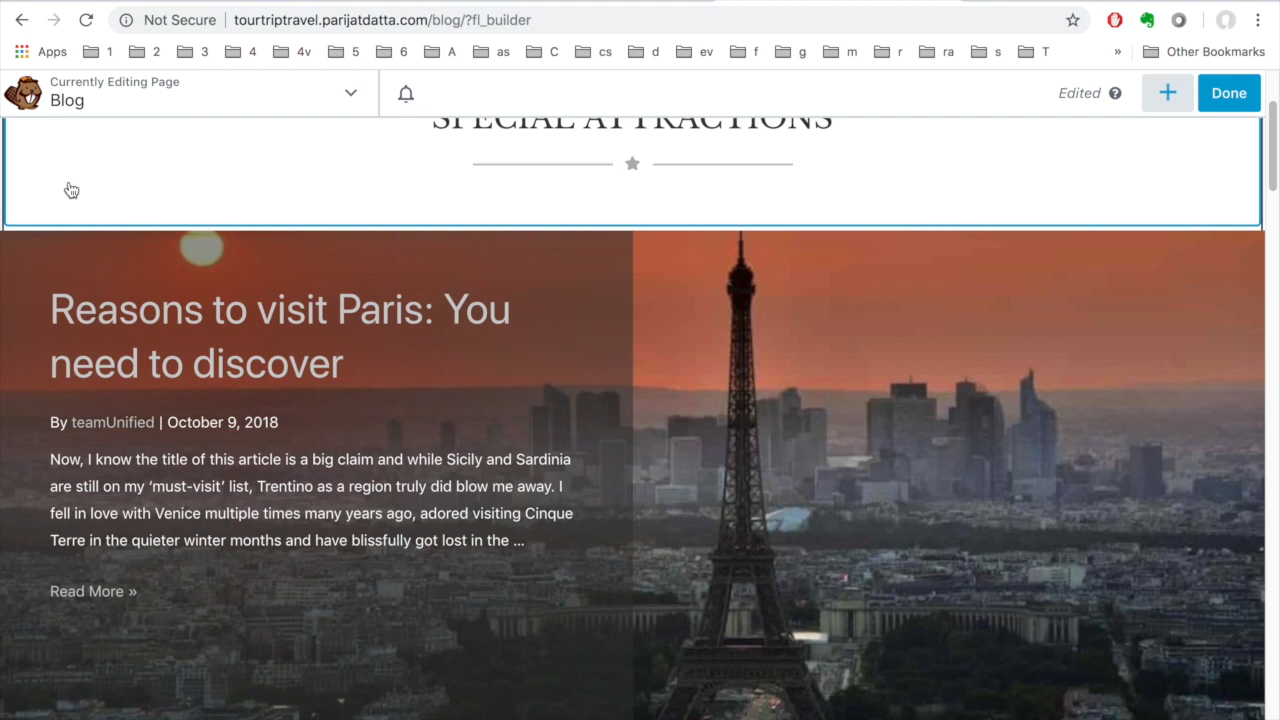 Not Secure | tourtriptravel.parijatdatta.com/blog/?fl_builder
Apps 1 2 3 4 4v 5 6 A as C cs d ev f g m r ra s T » Other Bookmarks
Currently Editing Page
Blog
Edited ? + Done
SPECIAL ATTRACTIONS
Reasons to visit Paris: You
need to discover
By teamUnified | October 9, 2018
Now, I know the title of this article is a big claim and while Sicily and Sardinia
are still on my ‘must-visit’ list, Trentino as a region truly did blow me away. I
fell in love with Venice multiple times many years ago, adored visiting Cinque
Terre in the quieter winter months and have blissfully got lost in the ...
Read More »